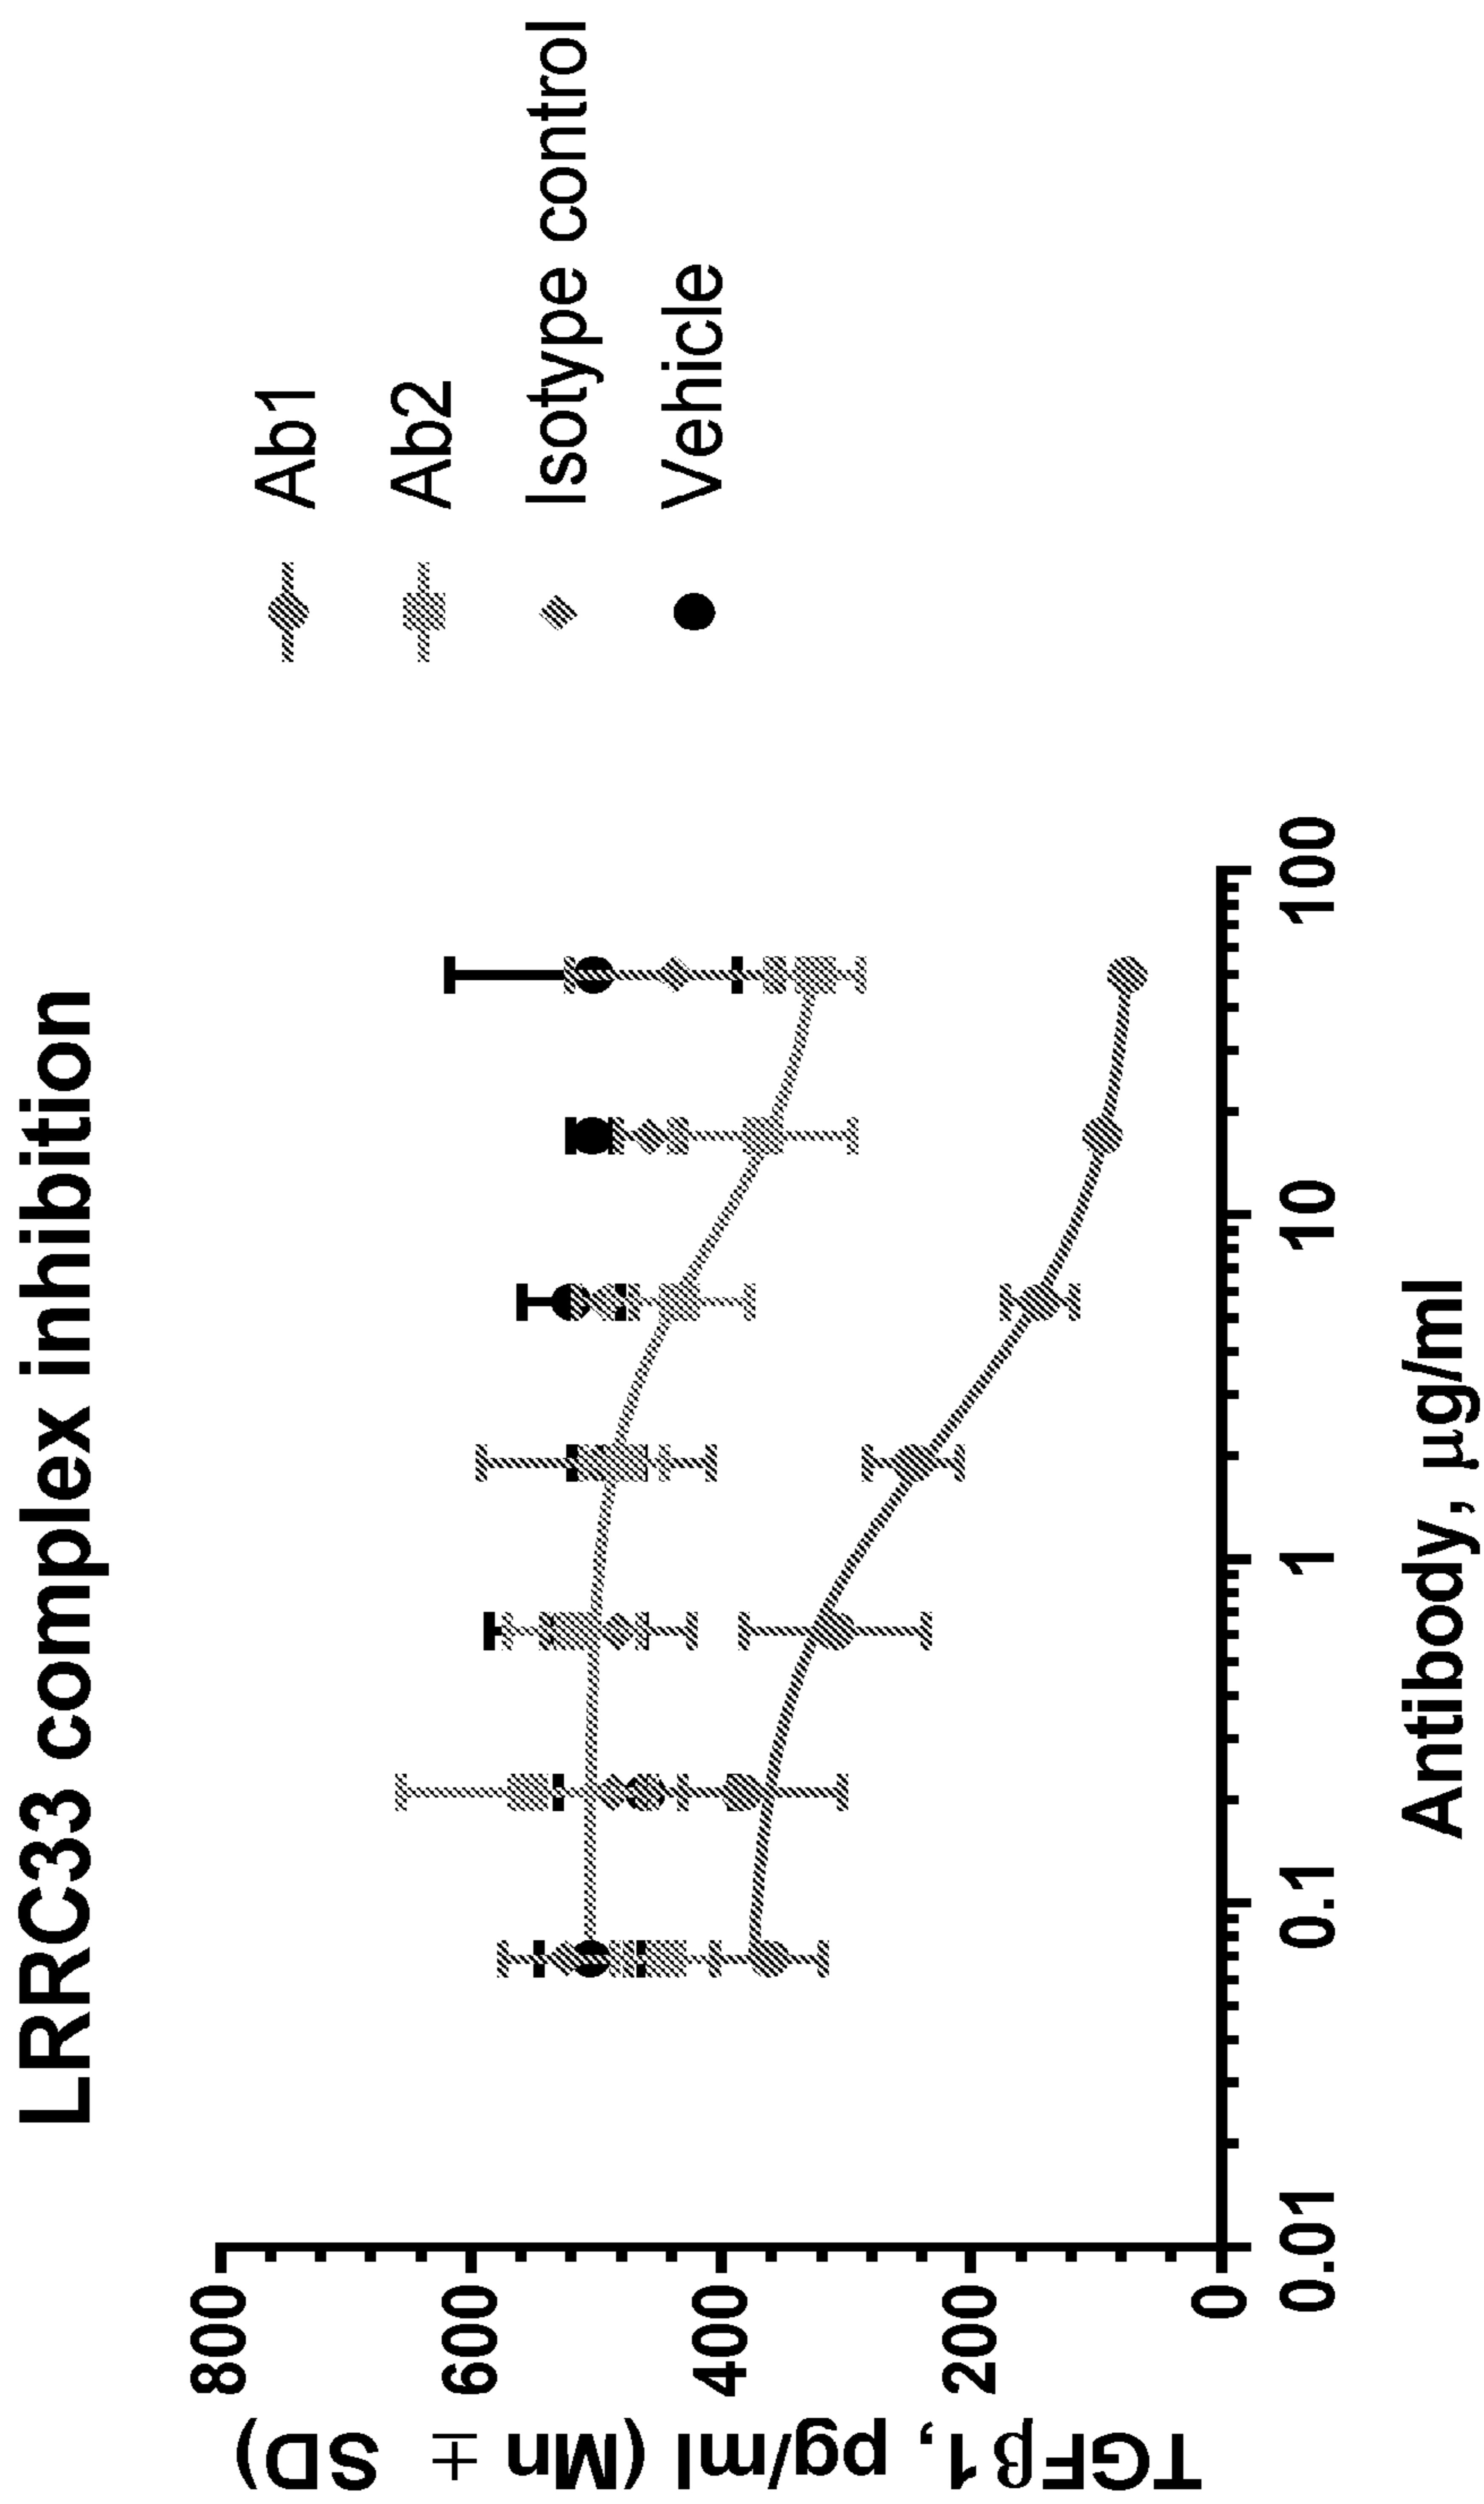 LRRC33 complex inhibition
TGFβ1, pg/ml (Mn ∓ SD)
800
600
400
200
0
0.01
0.1
1
10
100
Antibody, µg/ml
Ab1
Ab2
Isotype control
Vehicle